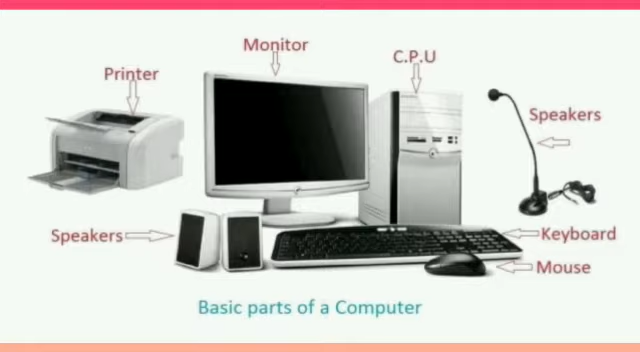 Monitor
C.P.U
Printer
Speakers
Speakers
Keyboard
Mouse
Basic parts of a Computer